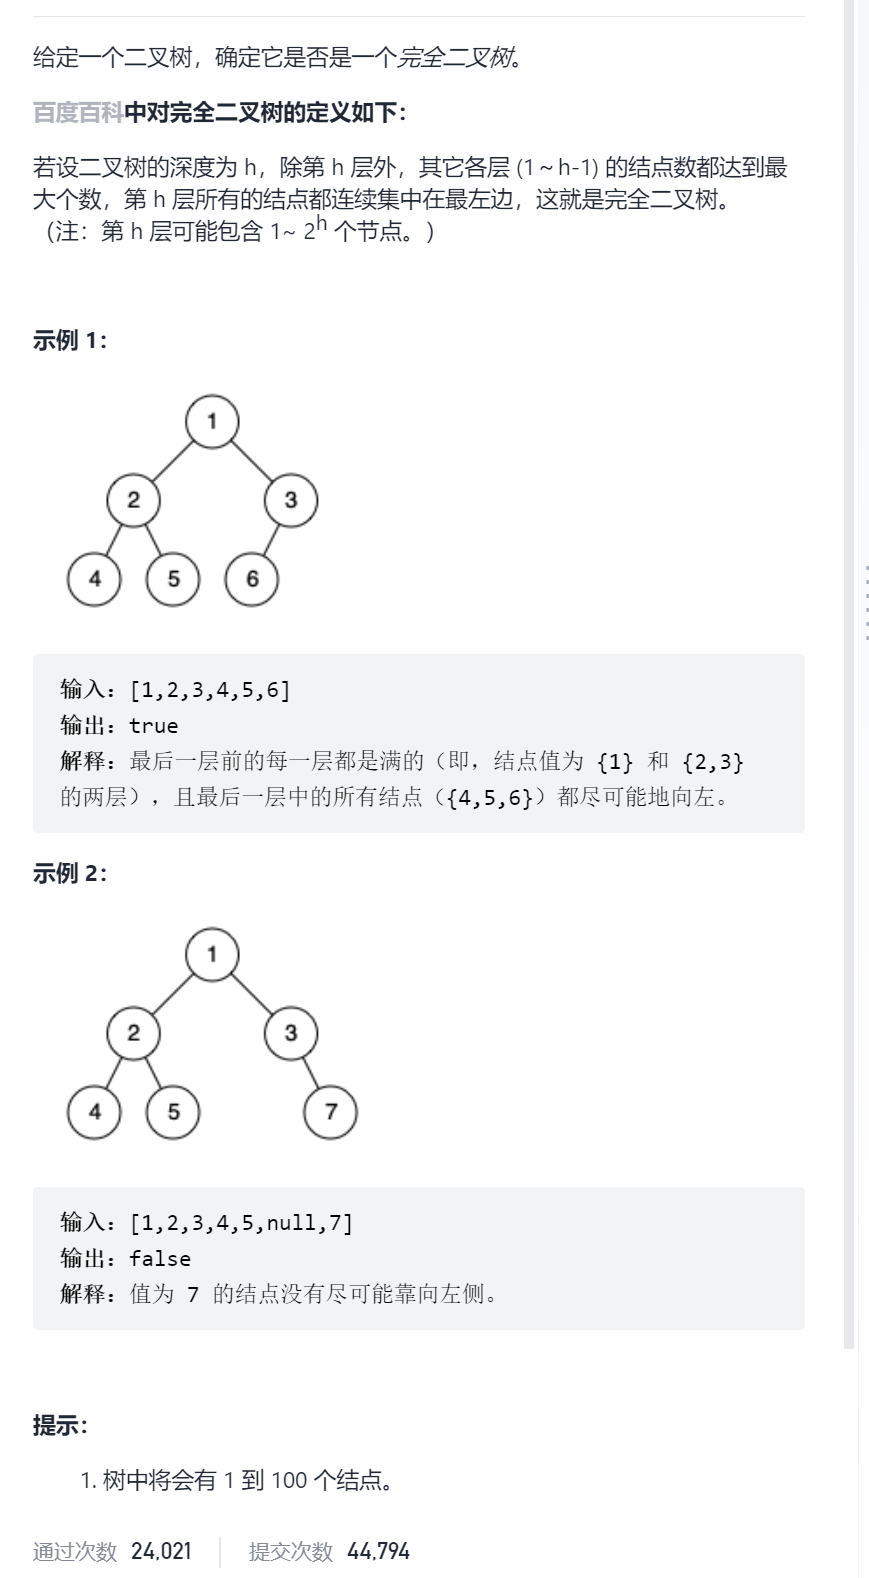 给定一个二叉树，确定它是否是一个完全二叉树。
百度百科中对完全二叉树的定义如下：
若设二叉树的深度为 h，除第 h 层外，其它各层 (1～h-1) 的结点数都达到最
大个数，第 h 层所有的结点都连续集中在最左边，这就是完全二叉树。
（注：第 h 层可能包含 1~ 2h 个节点。）
示例 1：
1
2 3
4 5 6
输入：[1,2,3,4,5,6]
输出：true
解释：最后一层前的每一层都是满的（即，结点值为 {1} 和 {2,3}
的两层），且最后一层中的所有结点（{4,5,6}）都尽可能地向左。
示例 2：
1
2 3
4 5 7
输入：[1,2,3,4,5,null,7]
输出：false
解释：值为 7 的结点没有尽可能靠向左侧。
提示：
1. 树中将会有 1 到 100 个结点。
通过次数 24,021 提交次数 44,794